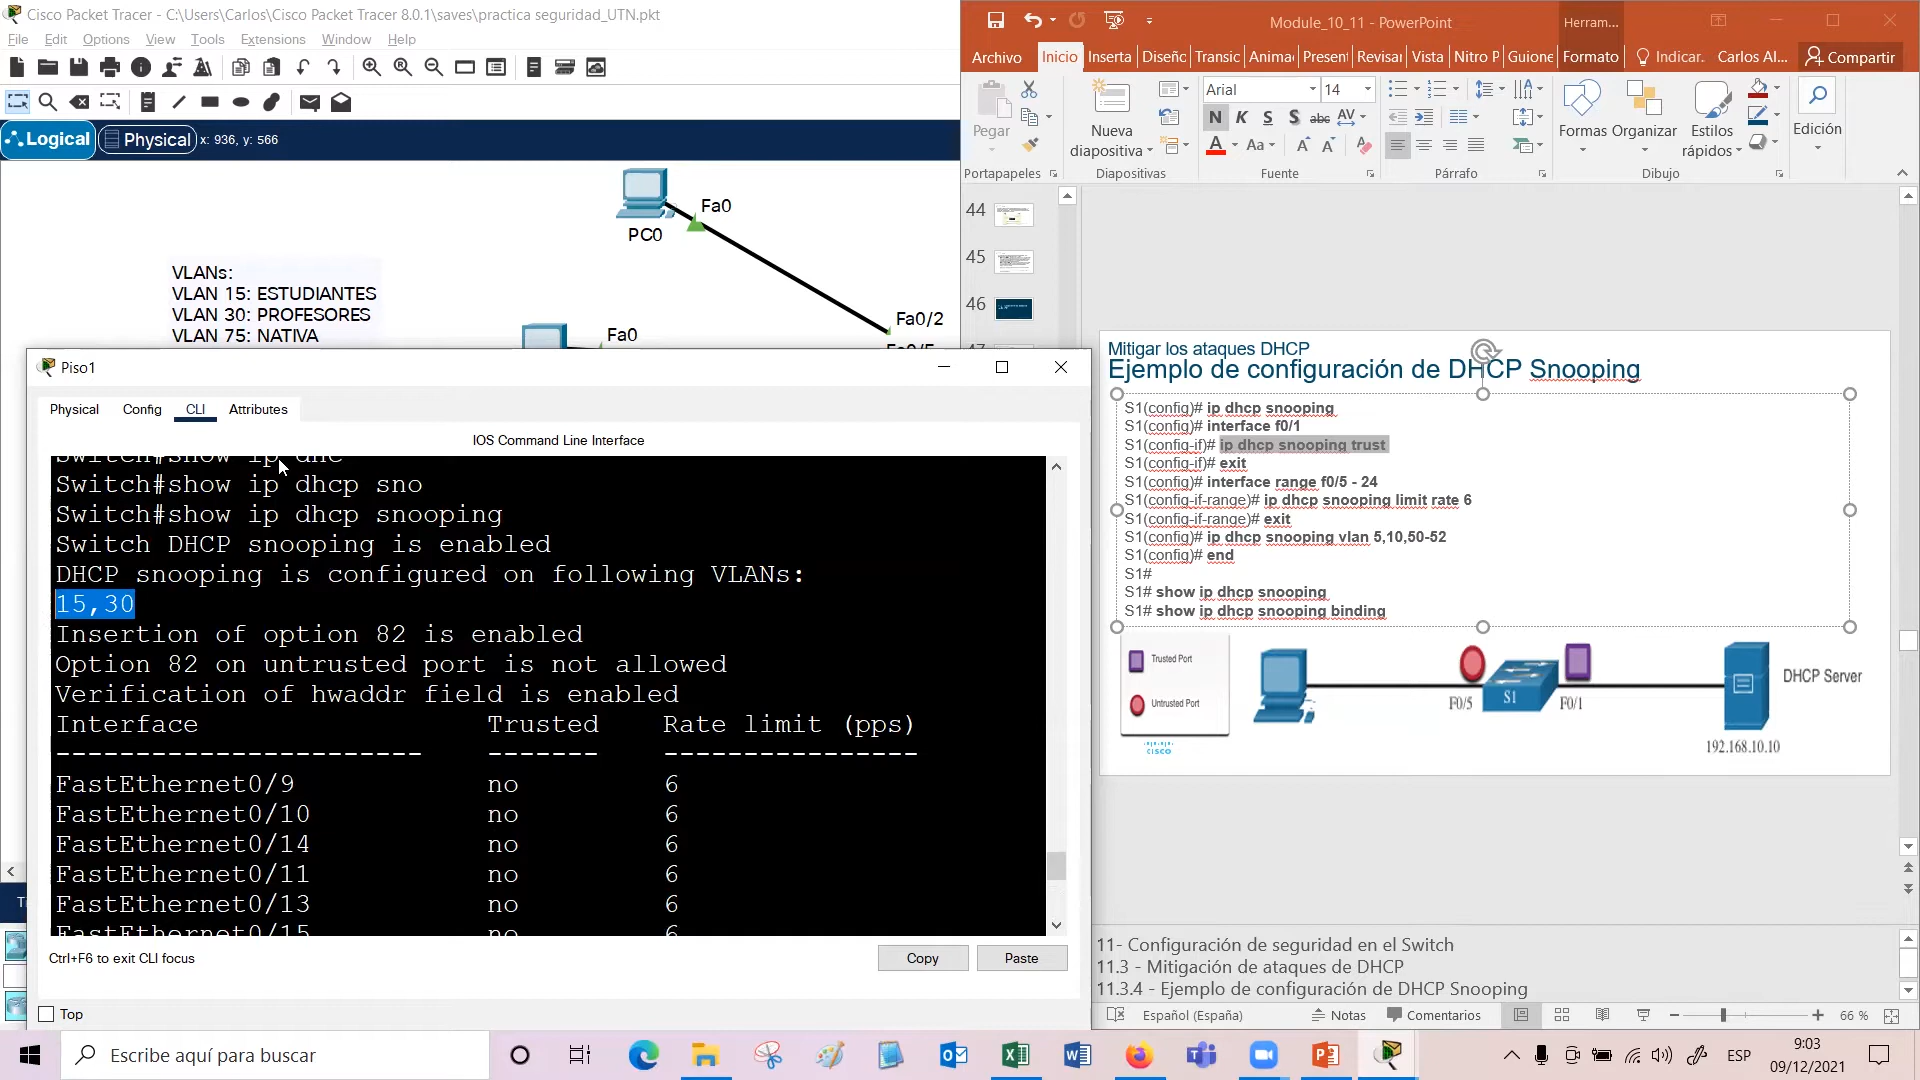 Cisco Packet Tracer - C:\Users\Carlos\Cisco Packet Tracer 8.0.1\saves\practica seguridad_UTN.pkt
File Edit Options View Tools Extensions Window Help
Logical Physical x: 936, y: 566
PC0
Fa0
VLANs:
VLAN 15: ESTUDIANTES
VLAN 30: PROFESORES
VLAN 75: NATIVA
Fa0
Fa0/2
Piso1
Physical Config CLI Attributes
IOS Command Line Interface
Switch#show ip dhc
Switch#show ip dhcp sno
Switch#show ip dhcp snooping
Switch DHCP snooping is enabled
DHCP snooping is configured on following VLANs:
15,30
Insertion of option 82 is enabled
Option 82 on untrusted port is not allowed
Verification of hwaddr field is enabled
Interface Trusted Rate limit (pps)
----------------------- ------- ----------------
FastEthernet0/9 no 6
FastEthernet0/10 no 6
FastEthernet0/14 no 6
FastEthernet0/11 no 6
FastEthernet0/13 no 6
FastEthernet0/15 no 6
Ctrl+F6 to exit CLI focus
Copy Paste
Top
Module_10_11 - PowerPoint
Herram...
Archivo Inicio Inserta Diseño Transic Anima Present Revisar Vista Nitro P Guione Formato Indicar. Carlos Al... Compartir
Pegar
Nueva diapositiva
Arial 14
N K S S abc AV
A Aa A A
Formas Organizar Estilos rápidos Edición
Portapapeles Diapositivas Fuente Párrafo Dibujo
44
45
46
Mitigar los ataques DHCP
Ejemplo de configuración de DHCP Snooping
S1(config)# ip dhcp snooping
S1(config)# interface f0/1
S1(config-if)# ip dhcp snooping trust
S1(config-if)# exit
S1(config)# interface range f0/5 - 24
S1(config-if-range)# ip dhcp snooping limit rate 6
S1(config-if-range)# exit
S1(config)# ip dhcp snooping vlan 5,10,50-52
S1(config)# end
S1#
S1# show ip dhcp snooping
S1# show ip dhcp snooping binding
Trusted Port
Untrusted Port
cisco
F0/5
S1
F0/1
DHCP Server
192.168.10.10
11- Configuración de seguridad en el Switch
11.3 - Mitigación de ataques de DHCP
11.3.4 - Ejemplo de configuración de DHCP Snooping
Español (España) Notas Comentarios 66 %
Escribe aquí para buscar
ESP
9:03
09/12/2021